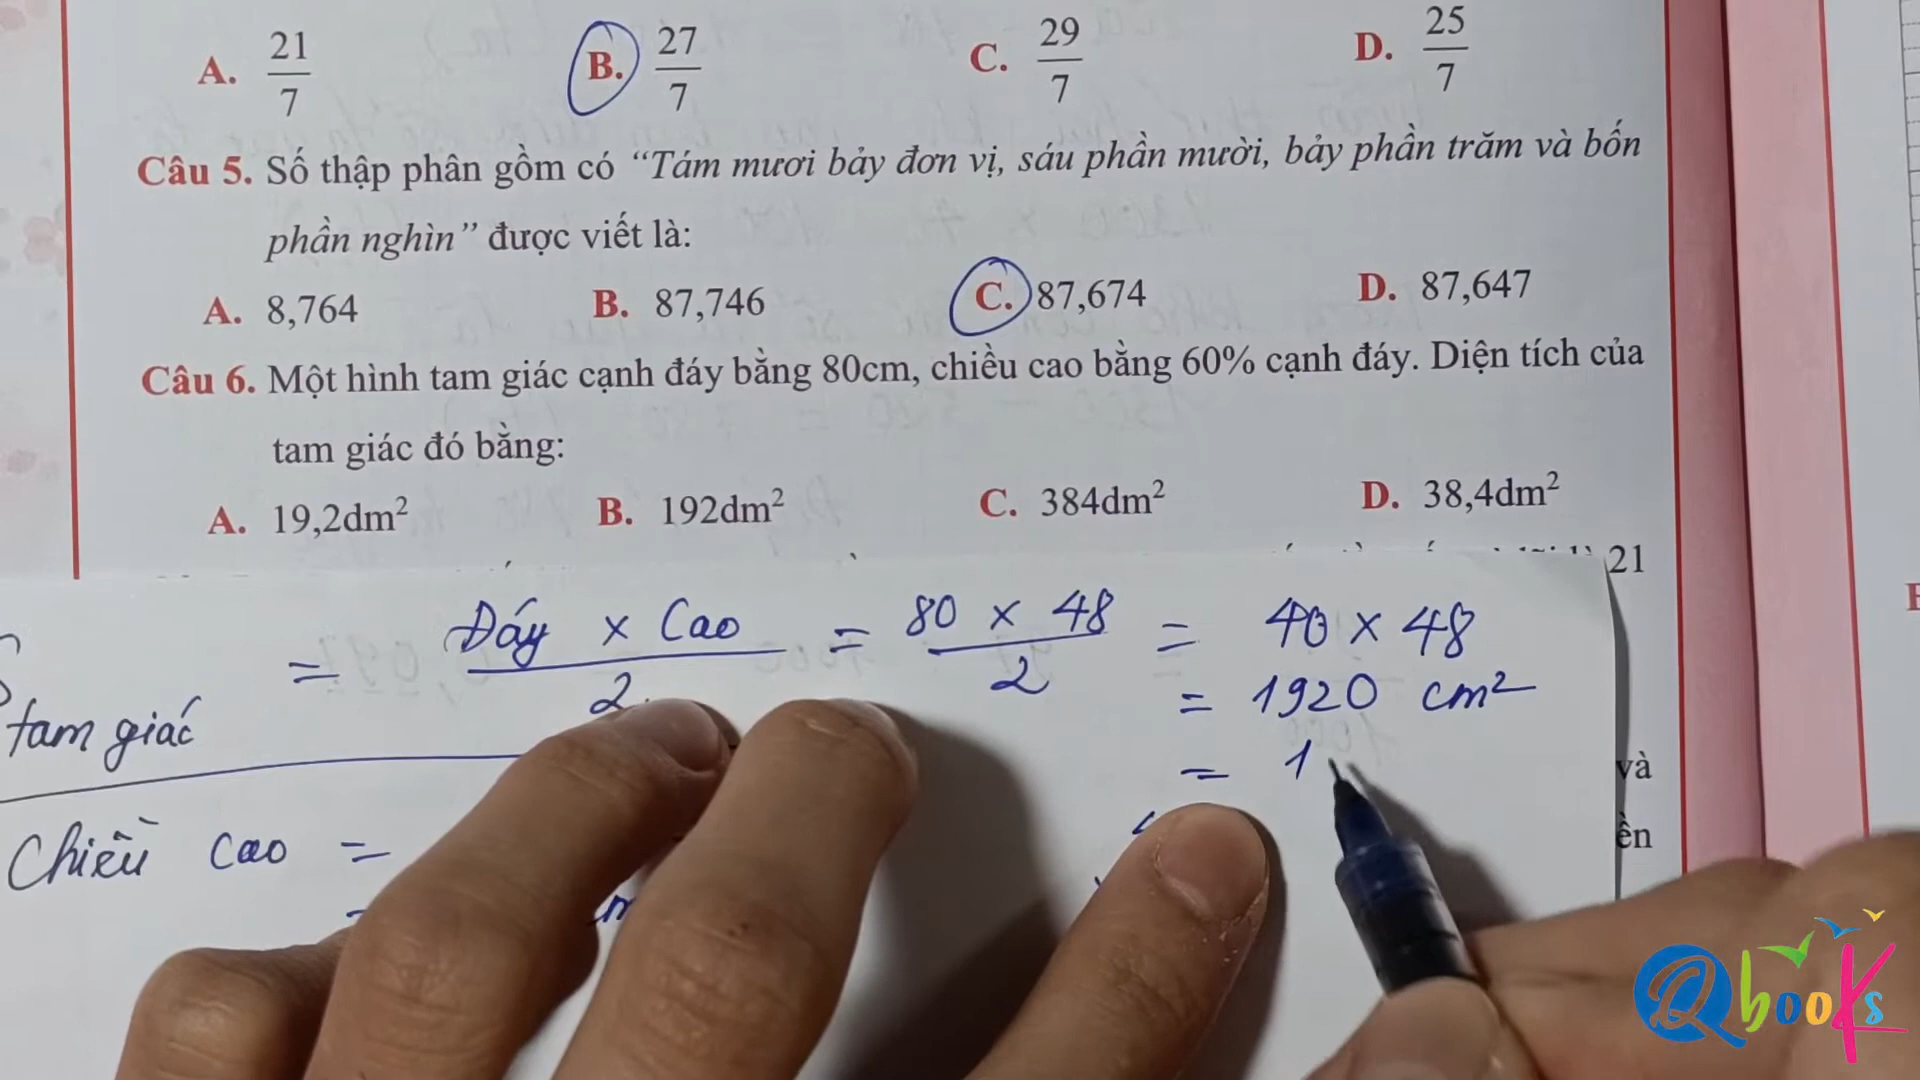 A. 21/7 B. 27/7 C. 29/7 D. 25/7
Câu 5. Số thập phân gồm có “Tám mươi bảy đơn vị, sáu phần mười, bảy phần trăm và bốn
phần nghìn” được viết là:
A. 8,764 B. 87,746 C. 87,674 D. 87,647
Câu 6. Một hình tam giác cạnh đáy bằng 80cm, chiều cao bằng 60% cạnh đáy. Diện tích của
tam giác đó bằng:
A. 19,2dm² B. 192dm² C. 384dm² D. 38,4dm²
21
S tam giác = Đáy x Cao / 2 = 80 x 48 / 2 = 40 x 48
= 1920 cm²
= 1
và
Chiều cao =
ền
Qbooks